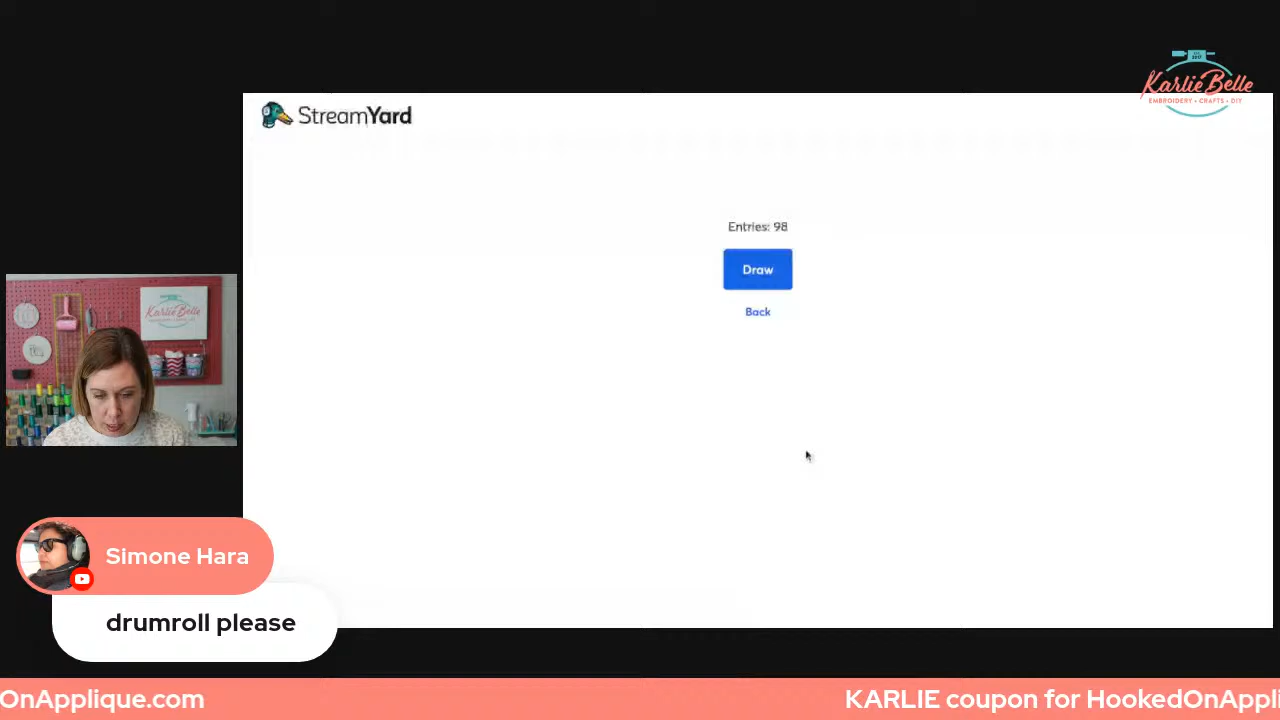 StreamYard
KarlieBelle
EMBROIDERY • CRAFTS • DIY
Entries: 98
Draw
Back
KarlieBelle
Simone Hara
drumroll please
OnApplique.com
KARLIE coupon for HookedOnAppli